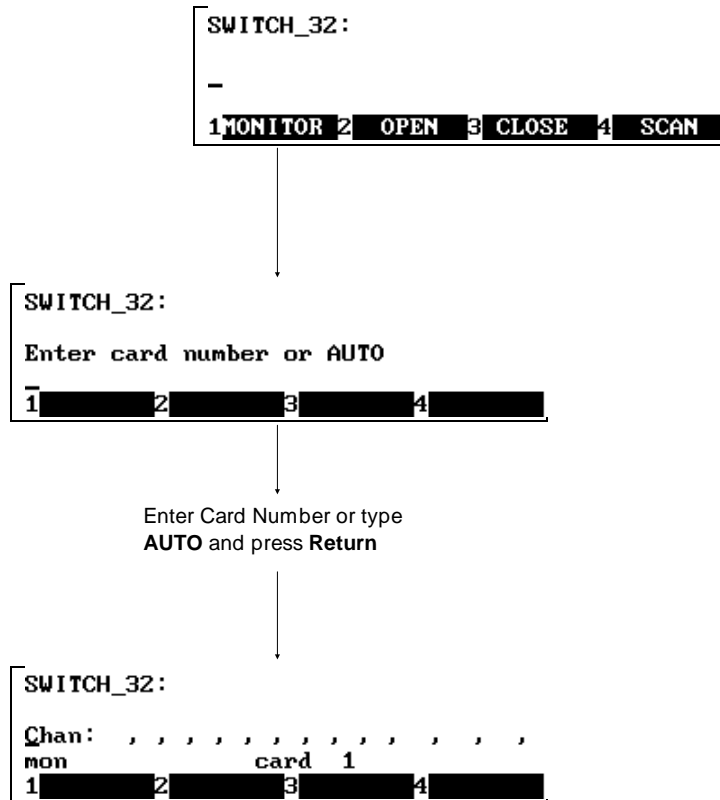 SWITCH_32:
_
1 MONITOR 2 OPEN 3 CLOSE 4 SCAN
SWITCH_32:
Enter card number or AUTO
_
1 2 3 4
Enter Card Number or type
AUTO and press Return
SWITCH_32:
Chan: , , , , , , , , , , , , ,
mon card 1
1 2 3 4